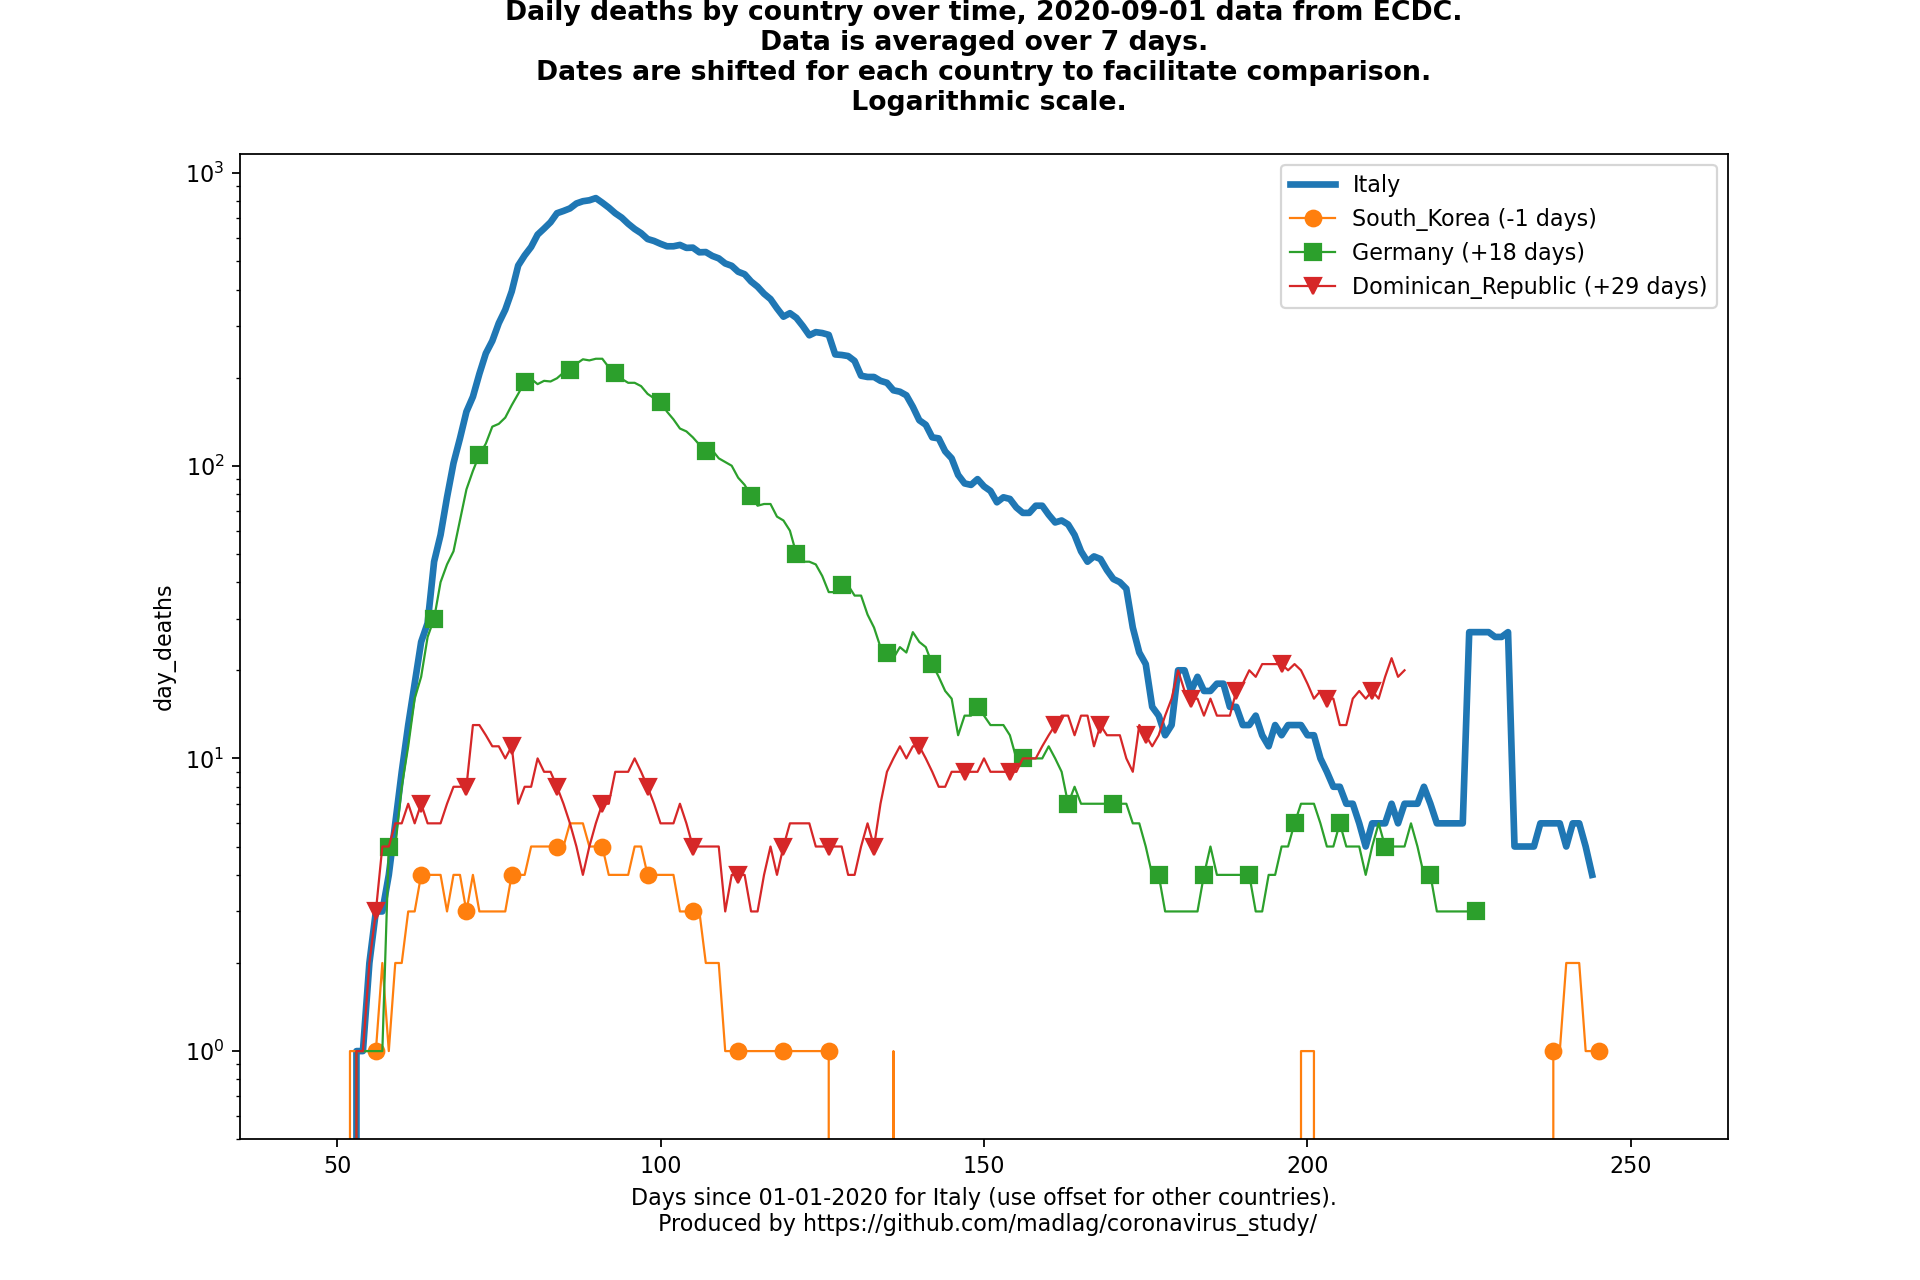 Daily deaths by country over time, 2020-09-01 data from ECDC.
Data is averaged over 7 days.
Dates are shifted for each country to facilitate comparison.
Logarithmic scale.
10³
10²
10¹
10⁰
day_deaths
Italy
South_Korea (-1 days)
Germany (+18 days)
Dominican_Republic (+29 days)
50 100 150 200 250
Days since 01-01-2020 for Italy (use offset for other countries).
Produced by https://github.com/madlag/coronavirus_study/